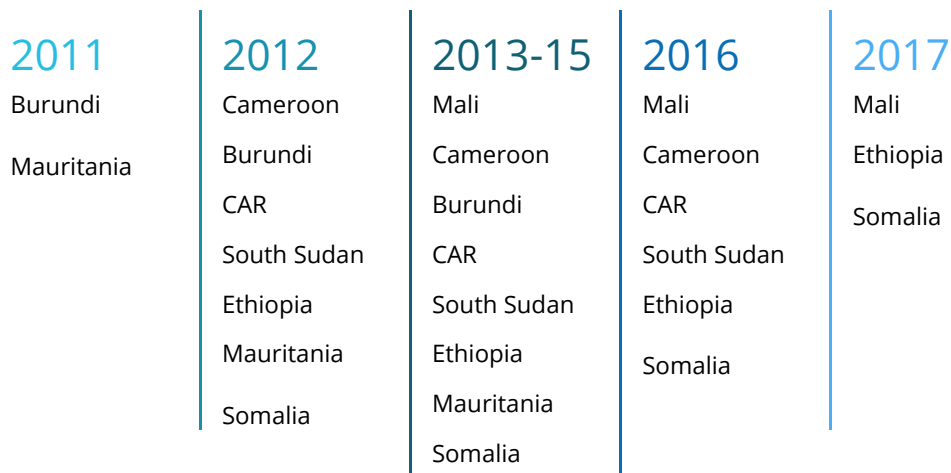 2011
Burundi
Mauritania
2012
Cameroon
Burundi
CAR
South Sudan
Ethiopia
Mauritania
Somalia
2013-15
Mali
Cameroon
Burundi
CAR
South Sudan
Ethiopia
Mauritania
Somalia
2016
Mali
Cameroon
CAR
South Sudan
Ethiopia
Somalia
2017
Mali
Ethiopia
Somalia